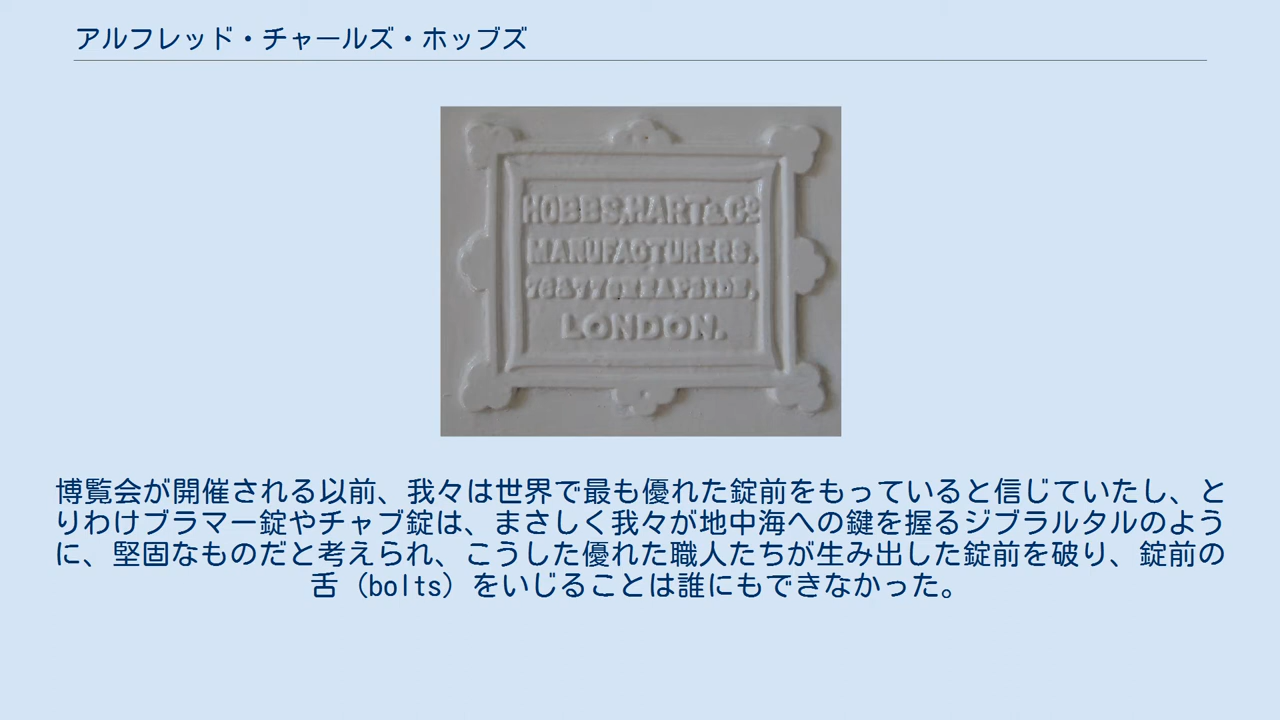 アルフレッド・チャールズ・ホッブズ
HOBBS, HART & Cº
MANUFACTURERS.
76 & 77 CHEAPSIDE,
LONDON.
博覧会が開催される以前、我々は世界で最も優れた錠前をもっていると信じていたし、と
りわけブラマー錠やチャブ錠は、まさしく我々が地中海への鍵を握るジブラルタルのよう
に、堅固なものだと考えられ、こうした優れた職人たちが生み出した錠前を破り、錠前の
舌（bolts）をいじることは誰にもできなかった。